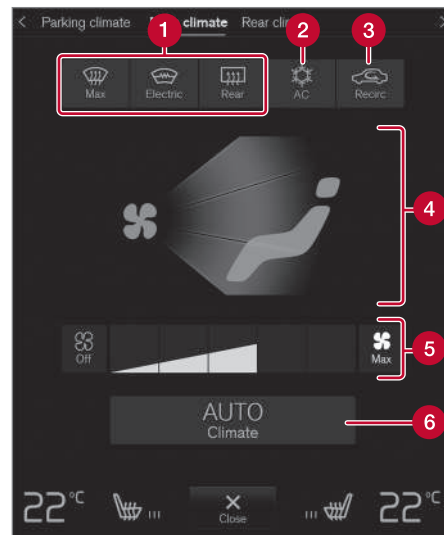 Parking climate climate Rear
1 2 3
Max Electric Rear AC Recirc
4
Off Max 5
AUTO
Climate 6
22°C 22°C
Close